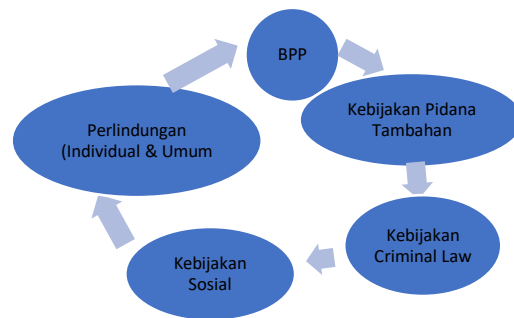 BPP
Kebijakan Pidana
Tambahan
Perlindungan
(Individual & Umum
Kebijakan
Criminal Law
Kebijakan
Sosial